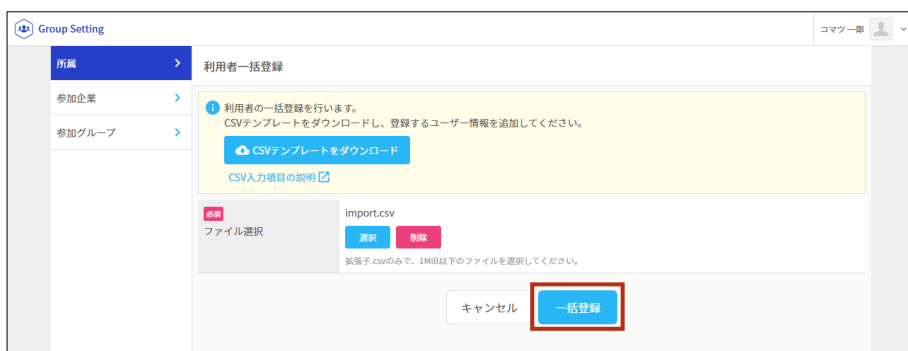 Group Setting
コマツ 一郎
所属
参加企業
参加グループ
利用者一括登録
利用者の一括登録を行います。
CSVテンプレートをダウンロードし、登録するユーザー情報を追加してください。
CSVテンプレートをダウンロード
CSV入力項目の説明
必須
ファイル選択
import.csv
選択 削除
拡張子.csvのみで、1MiB以下のファイルを選択してください。
キャンセル 一括登録